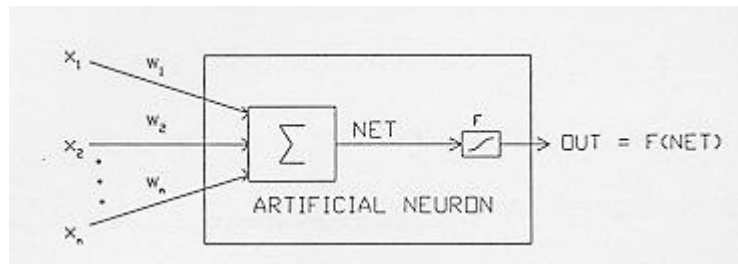 X₁ W₁
F
W₂ NET OUT = F(NET)
X₂ Σ
Wₙ
ARTIFICIAL NEURON
Xₙ